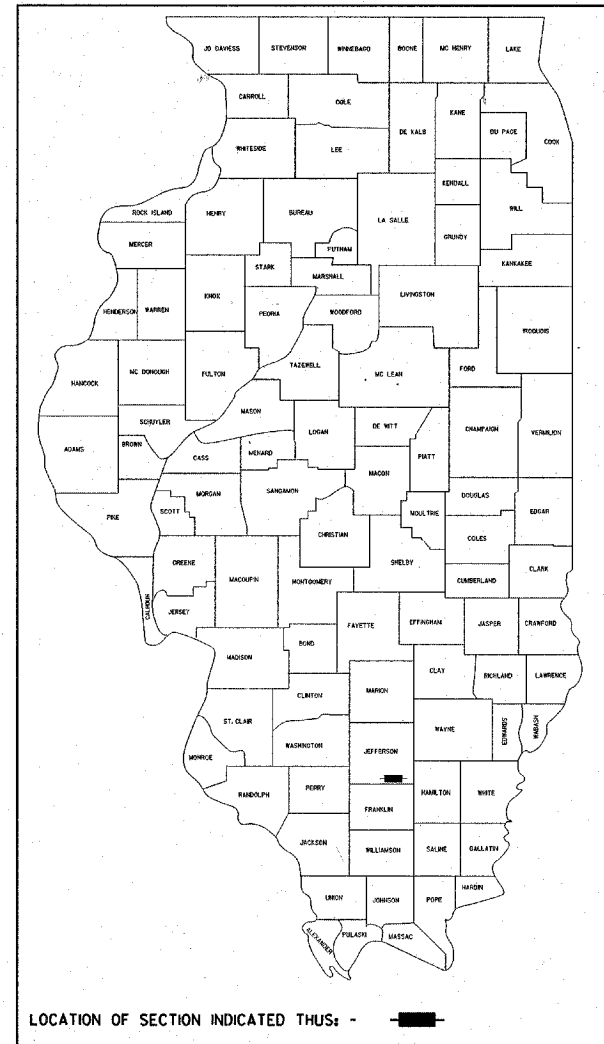 JO DAVIESS STEVENSON WINNEBAGO BOONE MC HENRY LAKE
CARROLL OGLE DE KALB KANE DU PAGE COOK
WHITESIDE LEE
KENDALL WILL
ROCK ISLAND HENRY BUREAU LA SALLE GRUNDY
MERCER PUTNAM KANKAKEE
STARK MARSHALL
HENDERSON WARREN KNOX PEORIA WOODFORD LIVINGSTON IROQUOIS
HANCOCK MC DONOUGH FULTON TAZEWELL MC LEAN FORD
MASON
SCHUYLER LOGAN DE WITT CHAMPAIGN VERMILION
ADAMS BROWN CASS MENARD PIATT
MACON
PIKE SCOTT MORGAN SANGAMON MOULTRIE DOUGLAS EDGAR
CHRISTIAN COLES
GREENE MACOUPIN MONTGOMERY SHELBY CUMBERLAND CLARK
CALHOUN JERSEY FAYETTE EFFINGHAM JASPER CRAWFORD
MADISON BOND
CLAY RICHLAND LAWRENCE
CLINTON MARION
ST. CLAIR WAYNE EDWARDS WABASH
MONROE WASHINGTON JEFFERSON
RANDOLPH PERRY HAMILTON WHITE
FRANKLIN
JACKSON WILLIAMSON SALINE GALLATIN
UNION JOHNSON POPE HARDIN
ALEXANDER PULASKI MASSAC
LOCATION OF SECTION INDICATED THUS: -